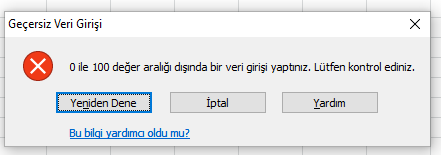 Geçersiz Veri Girişi
0 ile 100 değer aralığı dışında bir veri girişi yaptınız. Lütfen kontrol ediniz.
Yeniden Dene İptal Yardım
Bu bilgi yardımcı oldu mu?